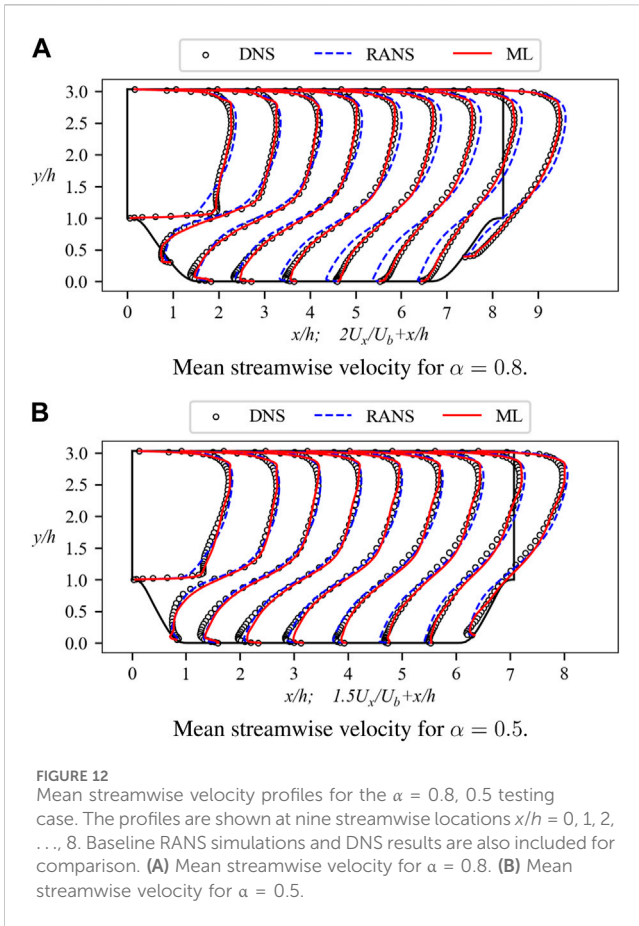 A
DNS RANS ML
3.0
2.5
2.0
y/h
1.5
1.0
0.5
0.0
0 1 2 3 4 5 6 7 8 9
x/h; 2Uₓ/U_b+x/h
Mean streamwise velocity for α = 0.8.
B
DNS RANS ML
3.0
2.5
2.0
y/h
1.5
1.0
0.5
0.0
0 1 2 3 4 5 6 7 8
x/h; 1.5Uₓ/U_b+x/h
Mean streamwise velocity for α = 0.5.
FIGURE 12
Mean streamwise velocity profiles for the α = 0.8, 0.5 testing
case. The profiles are shown at nine streamwise locations x/h = 0, 1, 2,
..., 8. Baseline RANS simulations and DNS results are also included for
comparison. (A) Mean streamwise velocity for α = 0.8. (B) Mean
streamwise velocity for α = 0.5.